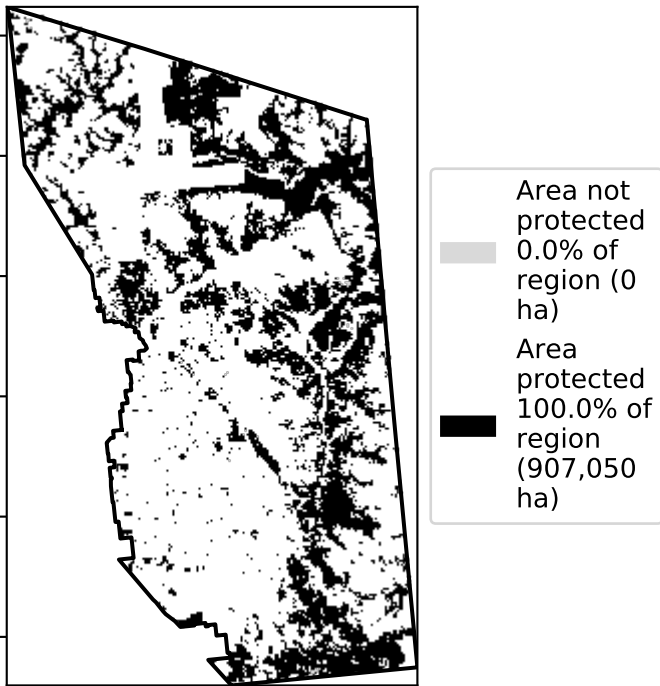 Area not
protected
0.0% of
region (0
ha)
Area
protected
100.0% of
region
(907,050
ha)